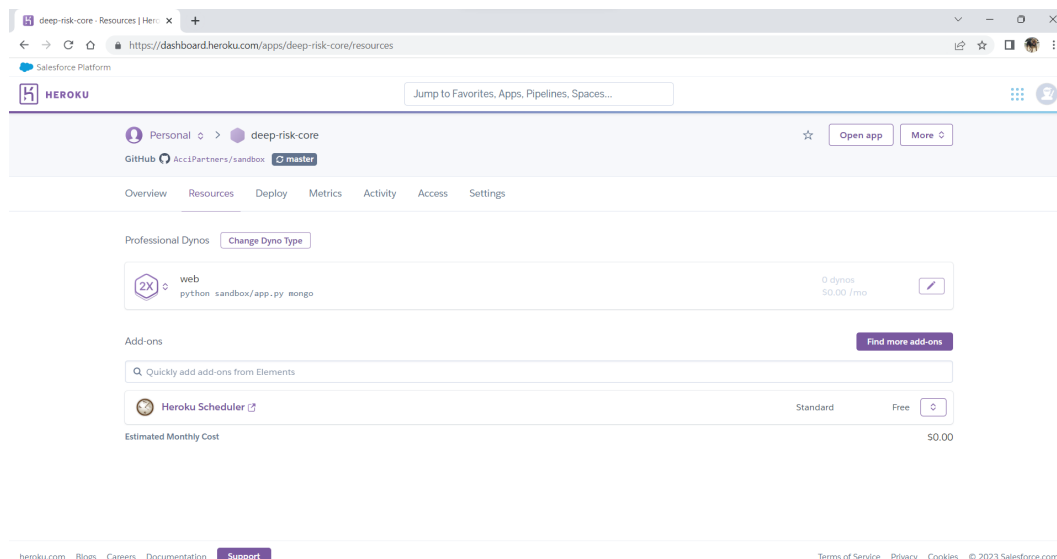 deep-risk-core · Resources | Hero
https://dashboard.heroku.com/apps/deep-risk-core/resources
Salesforce Platform
HEROKU
Jump to Favorites, Apps, Pipelines, Spaces...
Personal > deep-risk-core
Open app
More
GitHub AcciPartners/sandbox master
Overview Resources Deploy Metrics Activity Access Settings
Professional Dynos Change Dyno Type
2X
web
python sandbox/app.py mongo
0 dynos
$0.00 /mo
Add-ons
Find more add-ons
Quickly add add-ons from Elements
Heroku Scheduler Standard Free
Estimated Monthly Cost $0.00
heroku.com Blogs Careers Documentation Support Terms of Service Privacy Cookies © 2023 Salesforce.com